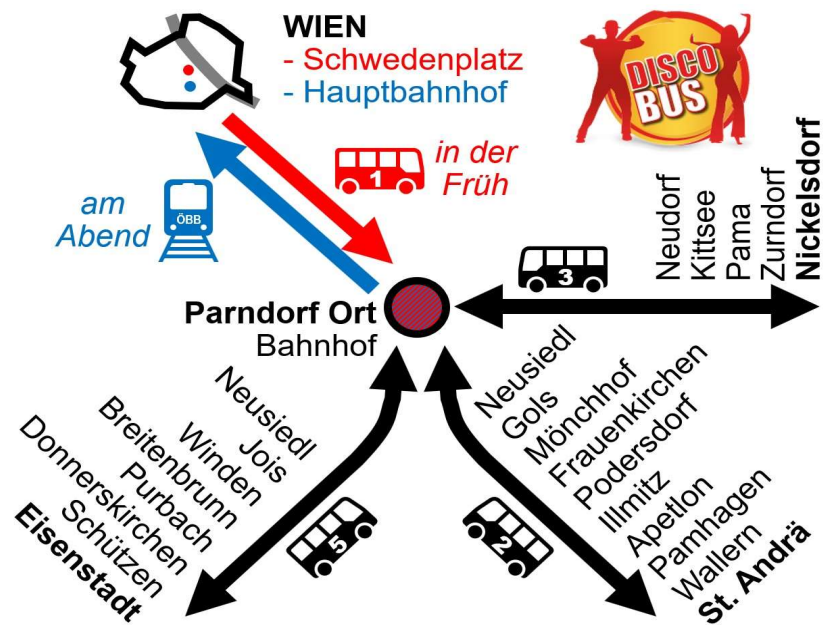 WIEN
- Schwedenplatz
- Hauptbahnhof
DISCO
BUS
1
in der
Früh
am
Abend
ÖBB
Neudorf
Kittsee
Pama
Zurndorf
Nickelsdorf
3
Parndorf Ort
Bahnhof
Neusiedl
Jois
Winden
Breitenbrunn
Purbach
Donnerskirchen
Schützen
Eisenstadt
5
Neusiedl
Gols
Mönchhof
Frauenkirchen
Podersdorf
Illmitz
Apetlon
Pamhagen
Wallern
St. Andrä
2